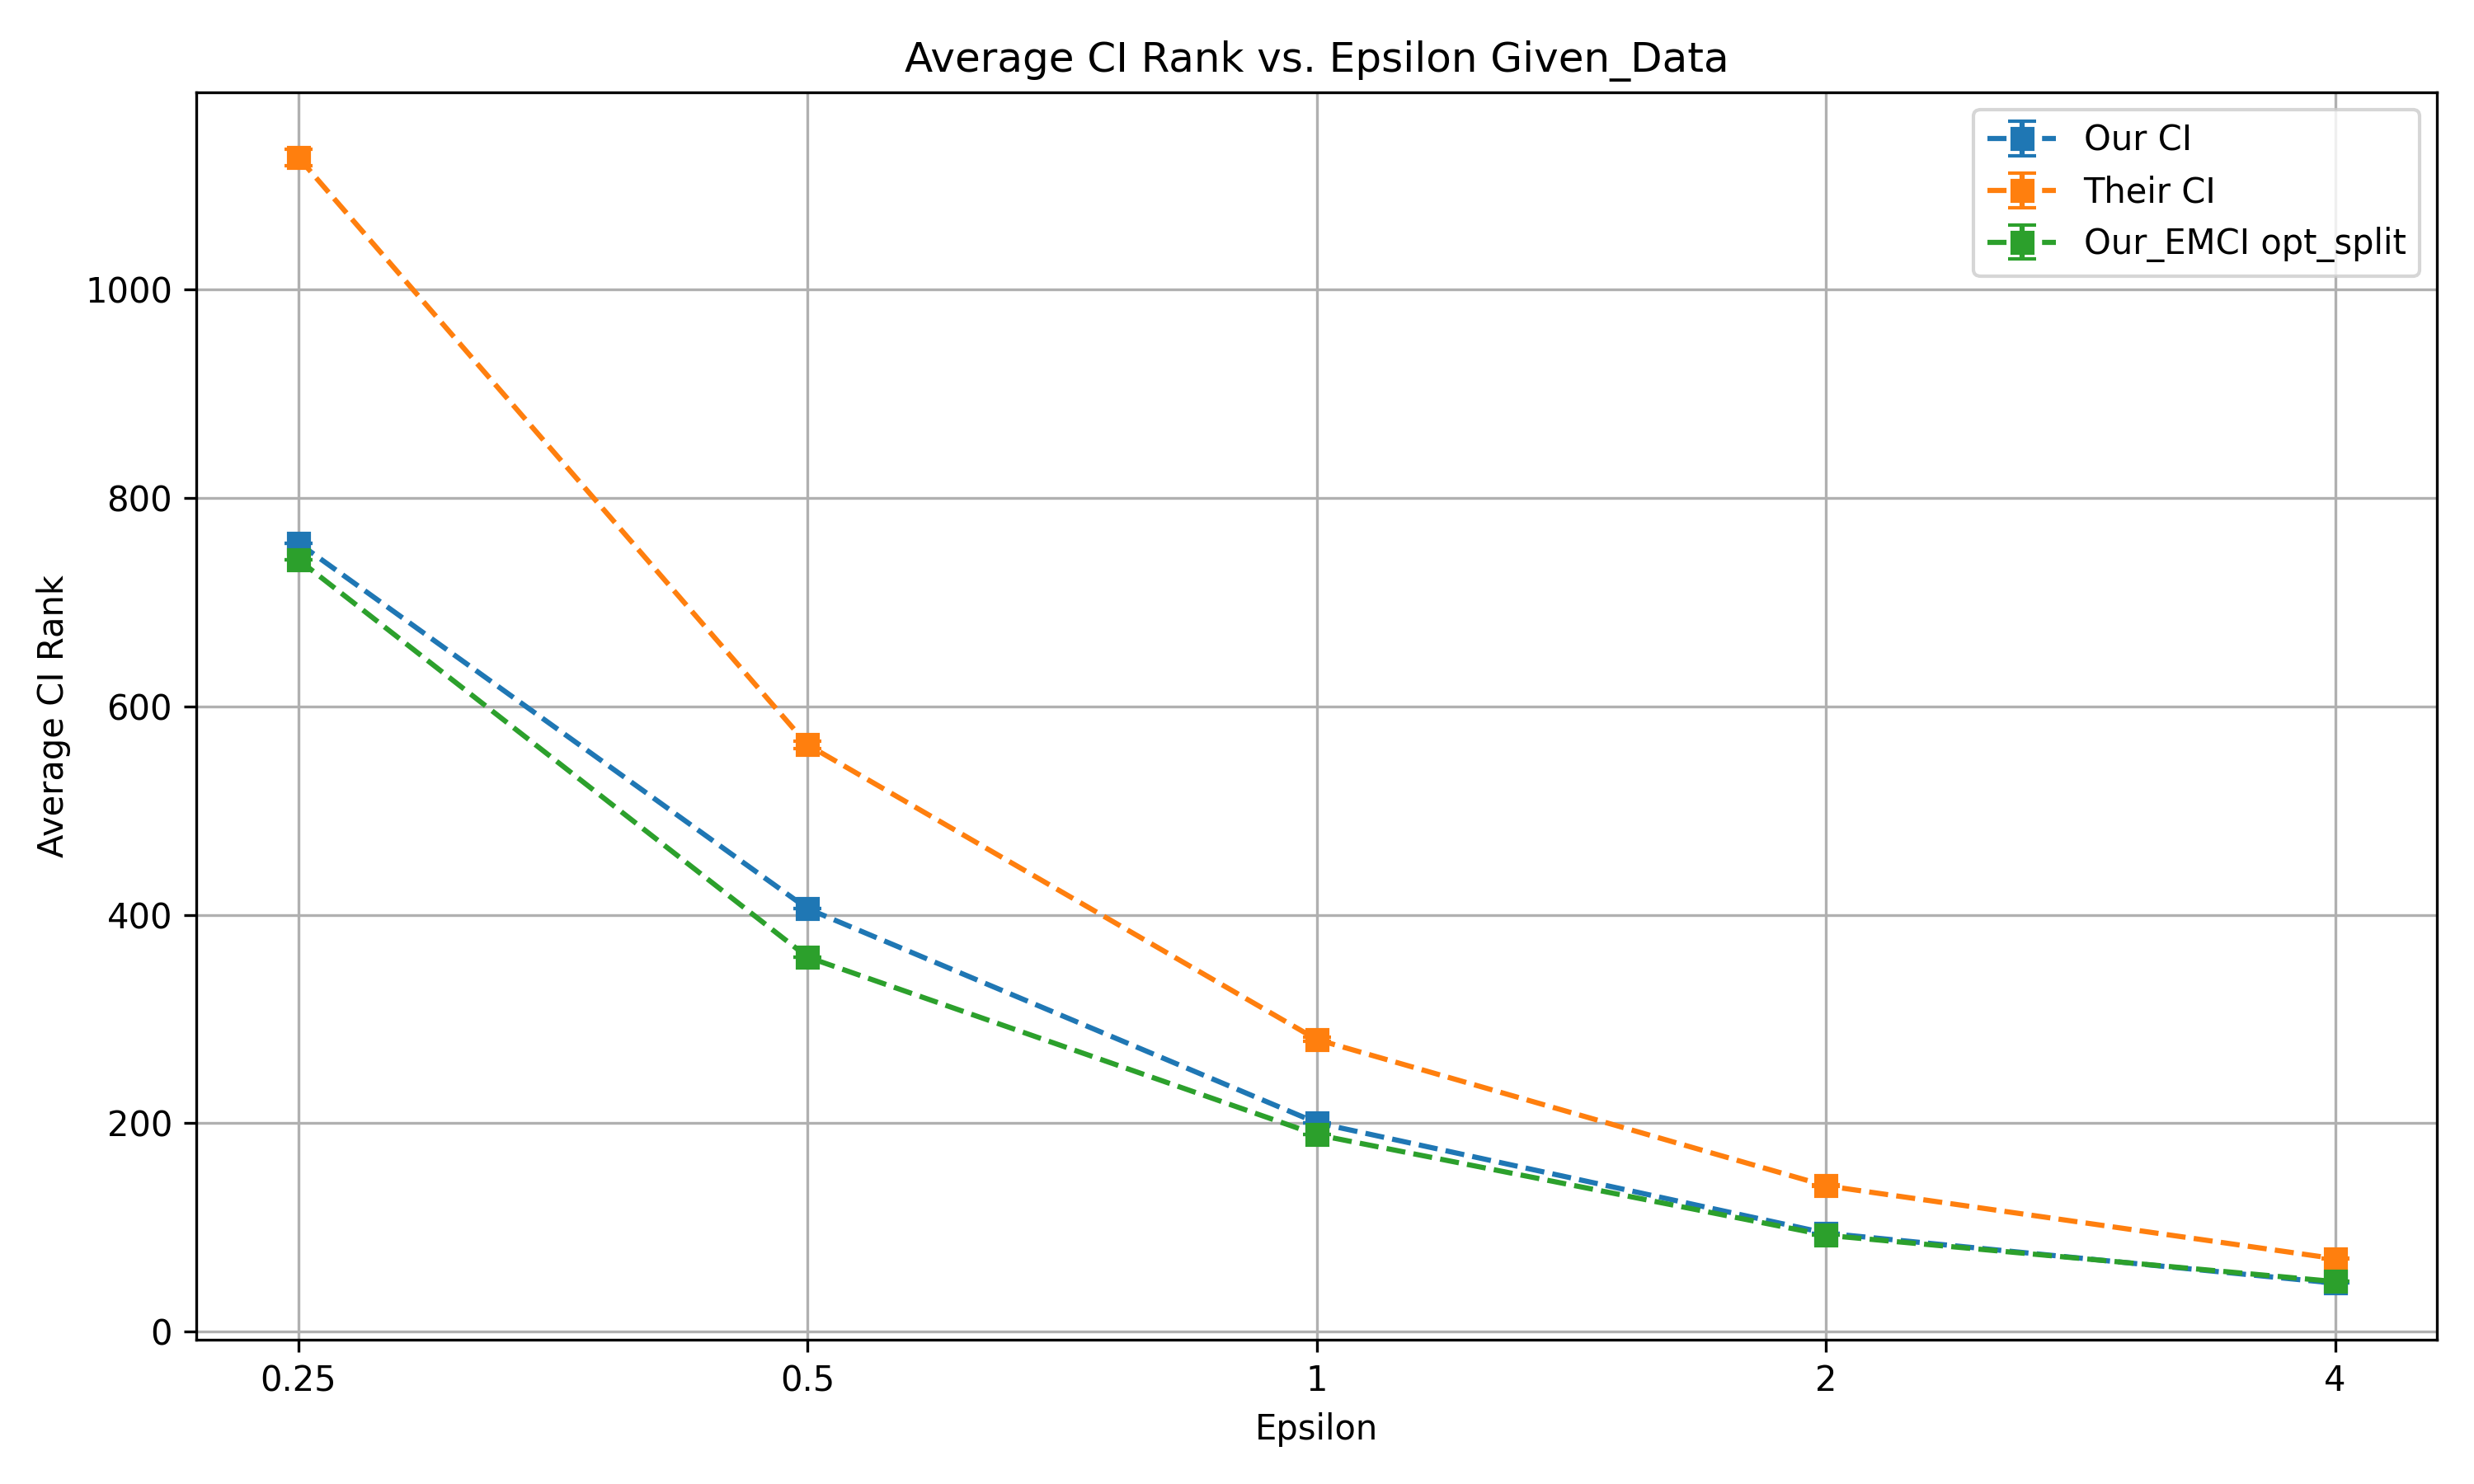 Average CI Rank vs. Epsilon Given_Data
Our CI
Their CI
Our_EMCI opt_split
Average CI Rank
1000
800
600
400
200
0
0.25 0.5 1 2 4
Epsilon